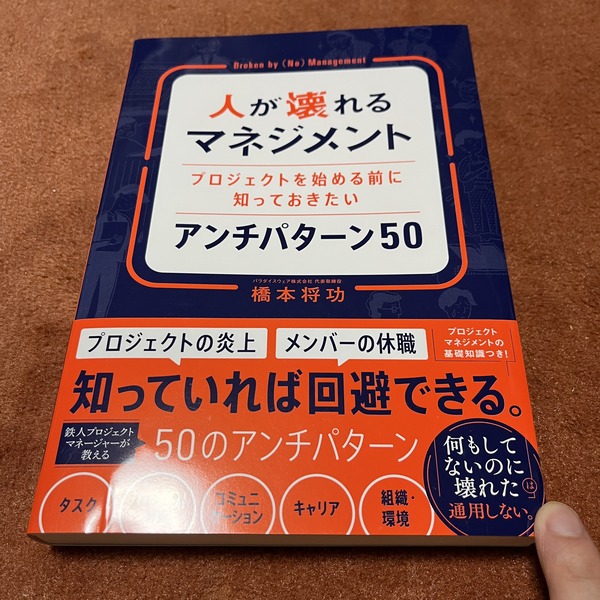 Broken by (No) Management
人が壊れる
マネジメント
プロジェクトを始める前に
知っておきたい
アンチパターン50
パラダイスウェア株式会社 代表取締役
橋本将功
プロジェクトの炎上
メンバーの休職
プロジェクト
マネジメントの
基礎知識つき!
知っていれば回避できる。
鉄人プロジェクト
マネージャーが
教える
50のアンチパターン
何もして
ないのに
壊れたは
通用しない。
タスク
コミュニ
ーション
キャリア
組織・
環境